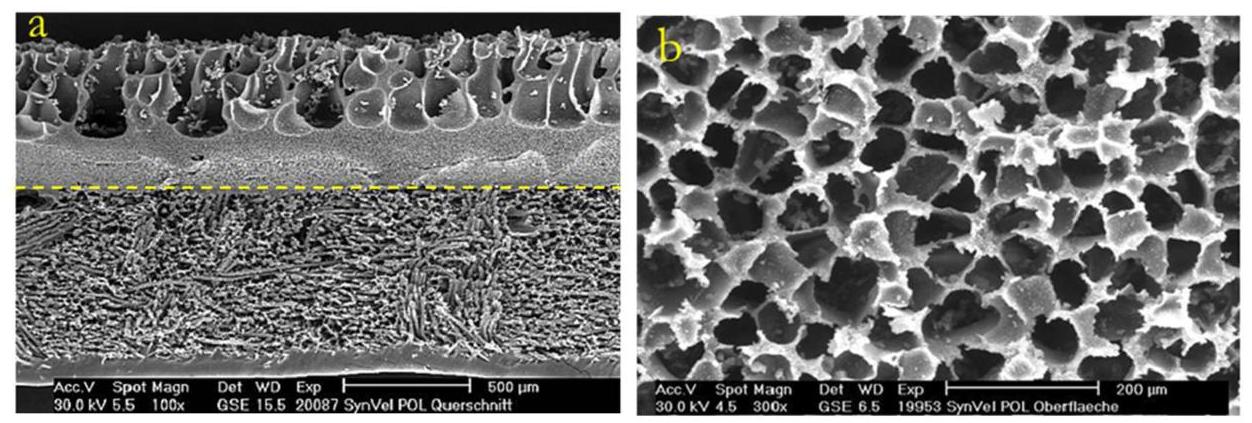 a
Acc.V Spot Magn Det WD Exp 500 µm
30.0 kV 5.5 100x GSE 15.5 20087 SynVel POL Querschnitt
b
Acc.V Spot Magn Det WD Exp 200 µm
30.0 kV 4.5 300x GSE 6.5 19953 SynVel POL Oberflaeche